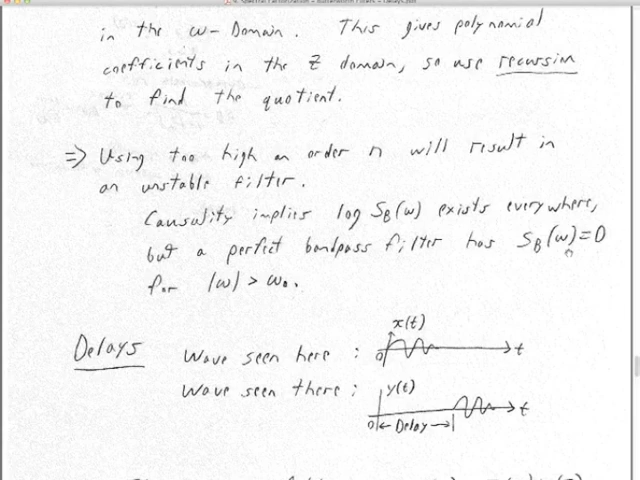 in the ω-Domain. This gives polynomial
coefficients in the Z domain, so use recursion
to find the quotient.
=> Using too high an order n will result in
an unstable filter.
Causality implies log S_B(ω) exists everywhere,
but a perfect bandpass filter has S_B(ω)=0
for |ω| > ω₀.
Delays Wave seen here : x(t) 0 t
Wave seen there : y(t) 0 ← Delay → t